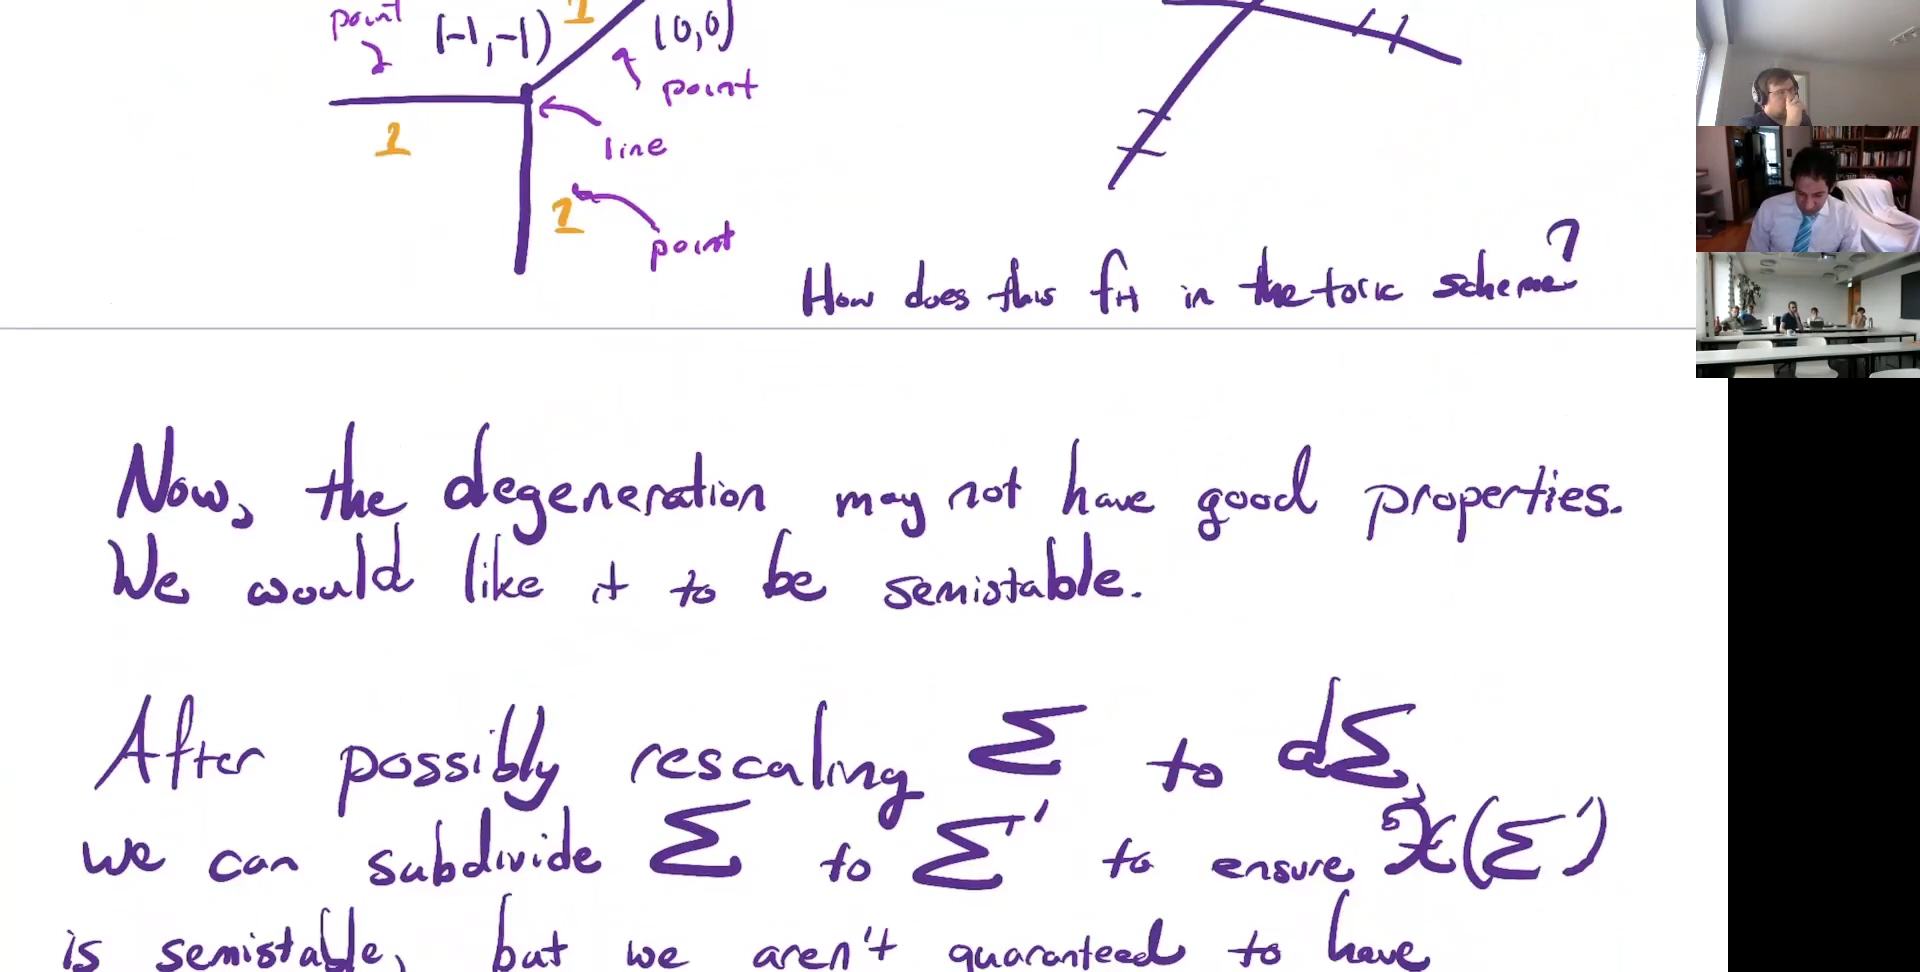 point
(-1,-1)
1
(0,0)
point
1
line
1
point
How does this fit in the toric scheme?
Now, the degeneration may not have good properties.
We would like it to be semistable.
After possibly rescaling Σ to dΣ,
we can subdivide Σ to Σ' to ensure 𝒳(Σ')
is semistable, but we aren't guaranteed to have